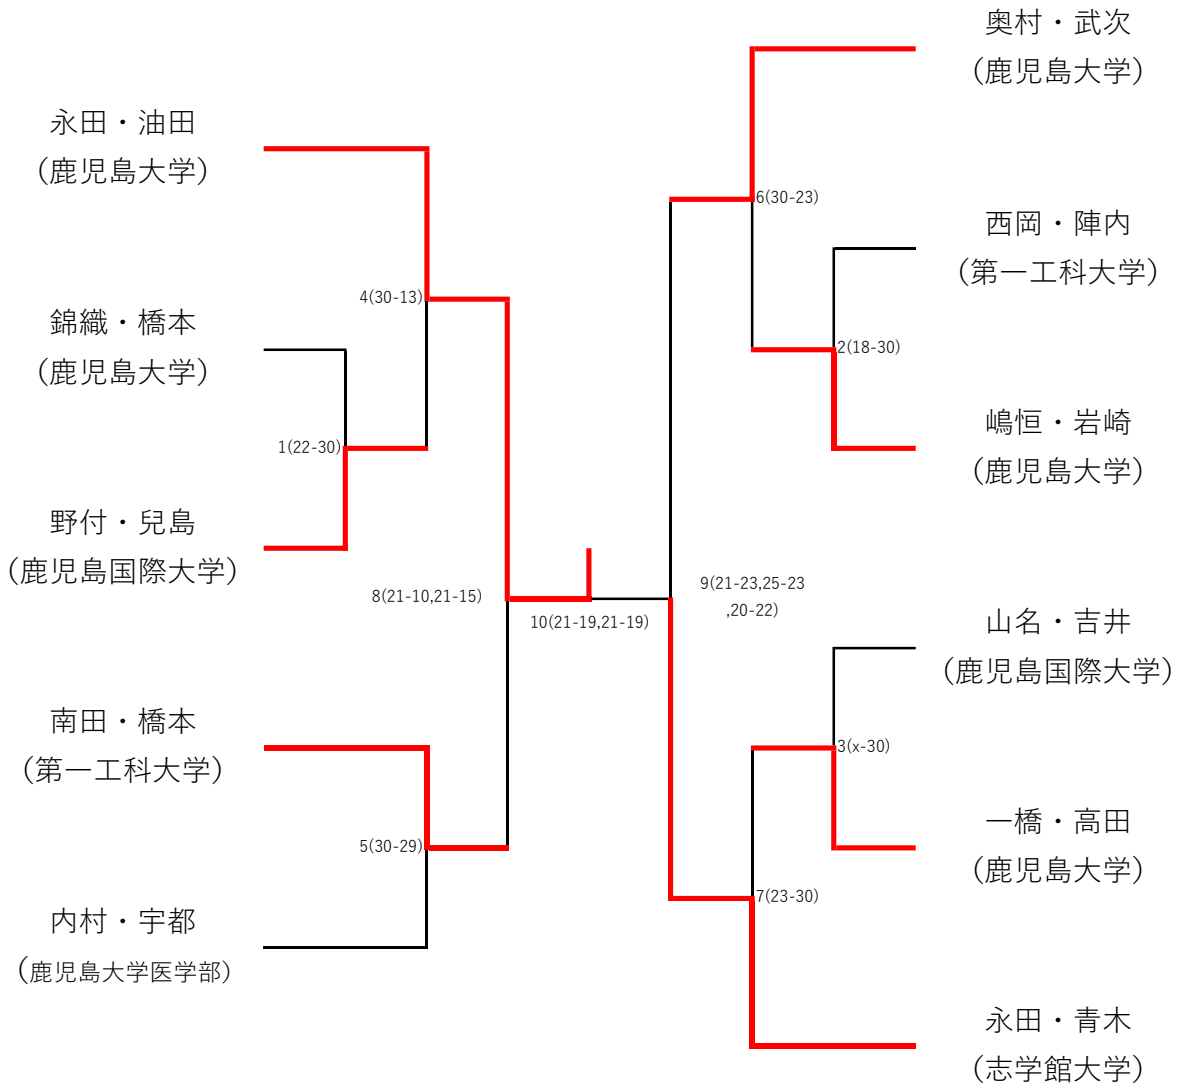 永田・油田
(鹿児島大学)
錦織・橋本
(鹿児島大学)
野付・兒島
(鹿児島国際大学)
南田・橋本
(第一工科大学)
内村・宇都
(鹿児島大学医学部)
4(30-13)
1(22-30)
8(21-10,21-15)
5(30-29)
10(21-19,21-19)
9(21-23,25-23
,20-22)
6(30-23)
2(18-30)
3(x-30)
7(23-30)
奥村・武次
(鹿児島大学)
西岡・陣内
(第一工科大学)
嶋恒・岩崎
(鹿児島大学)
山名・吉井
(鹿児島国際大学)
一橋・高田
(鹿児島大学)
永田・青木
(志学館大学)